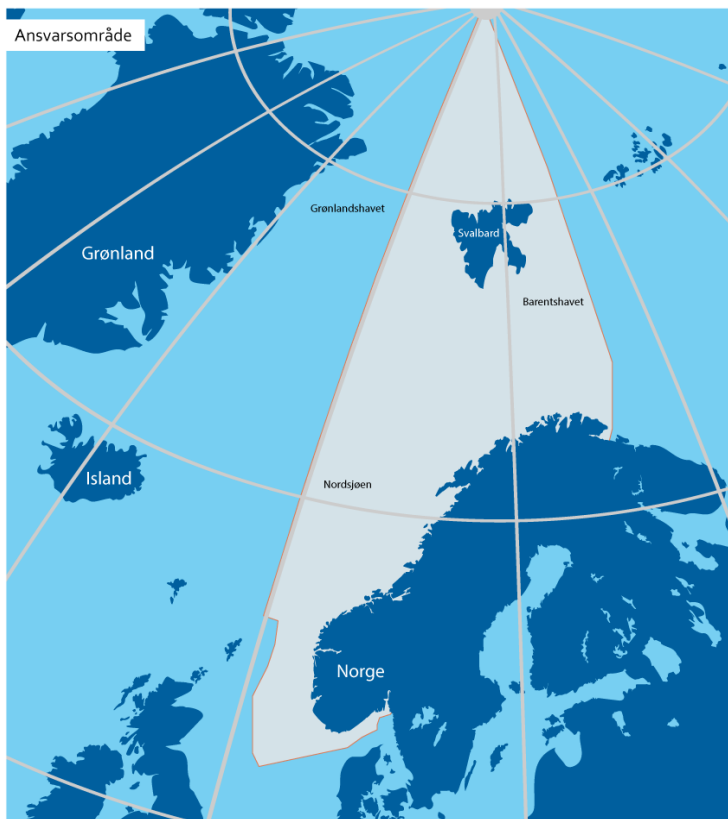 Ansvarsområde
Grønlandshavet
Svalbard
Grønland
Barentshavet
Island
Nordsjøen
Norge